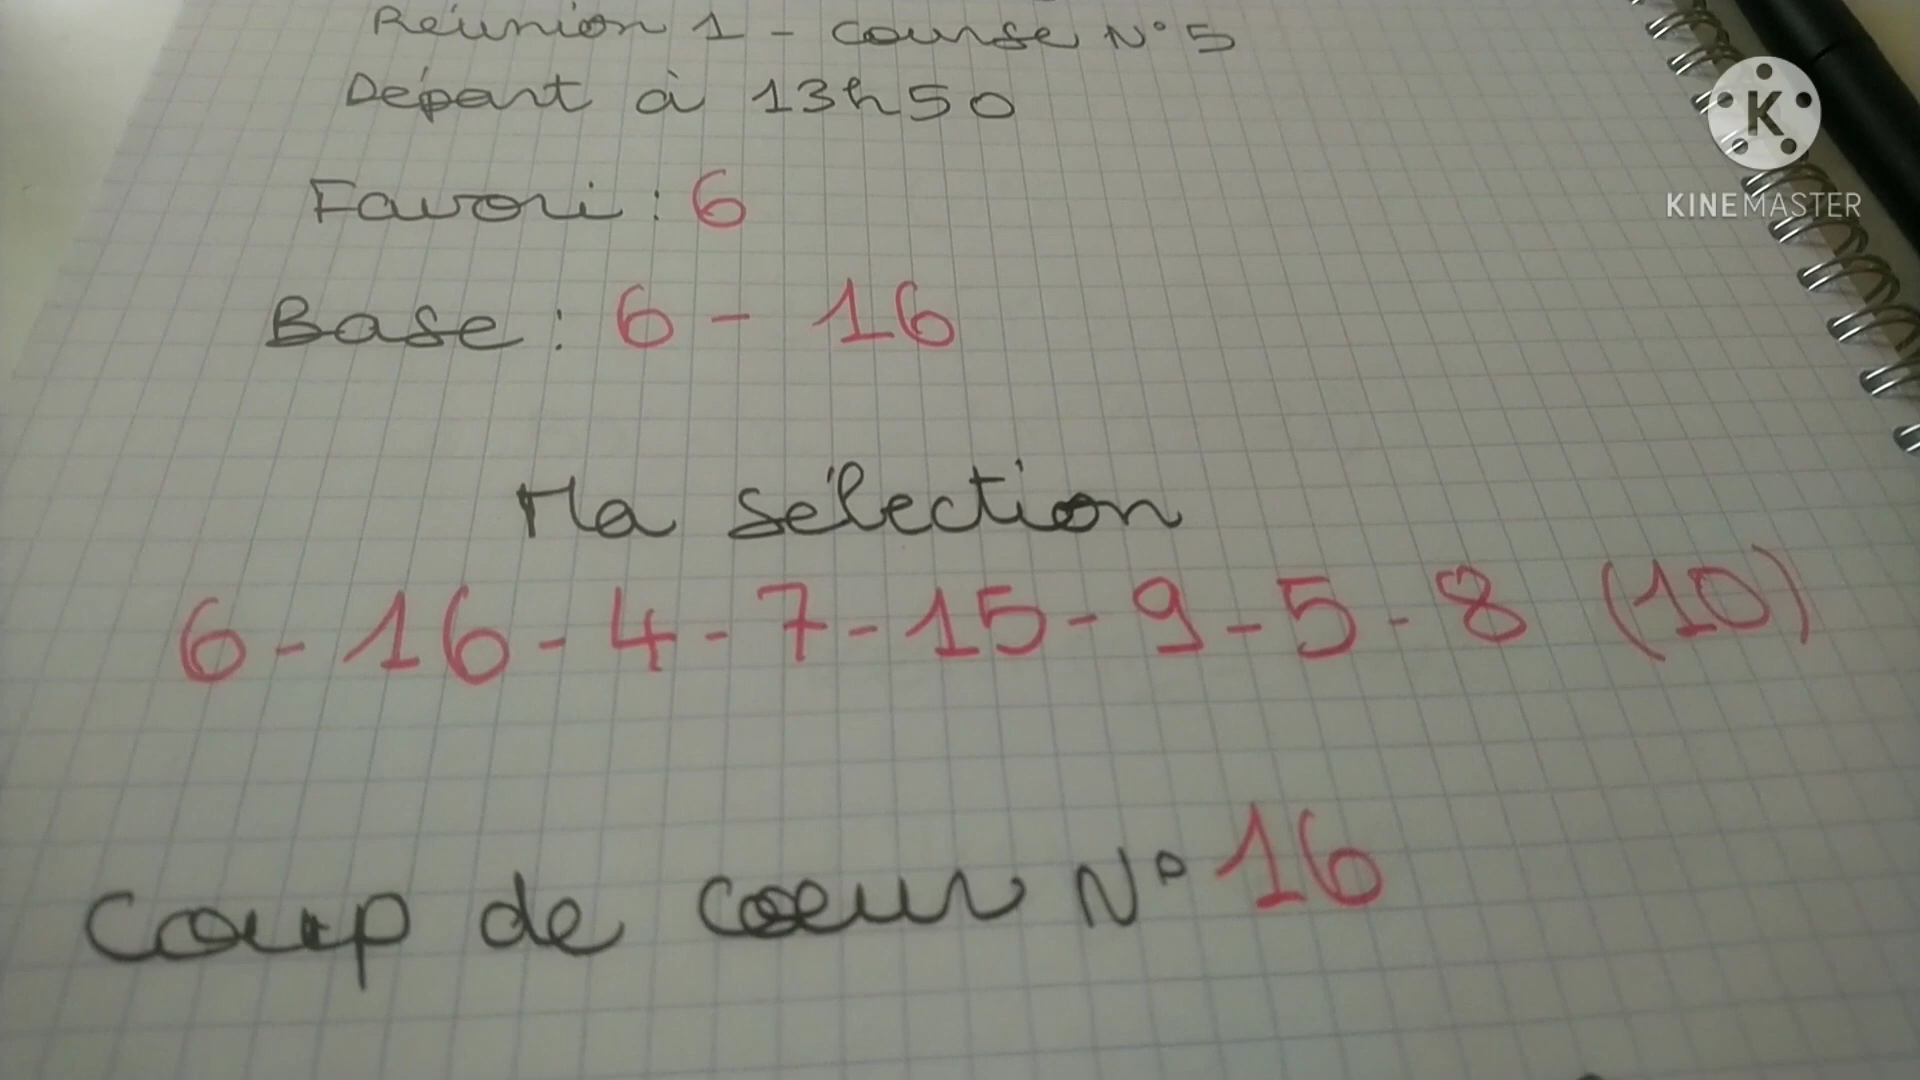 Réunion 1 - course N° 5
Départ à 13h50
Favori : 6
Base : 6 - 16
Ma sélection
6 - 16 - 4 - 7 - 15 - 9 - 5 - 8 (10)
Coup de coeur N° 16
K
KINEMASTER